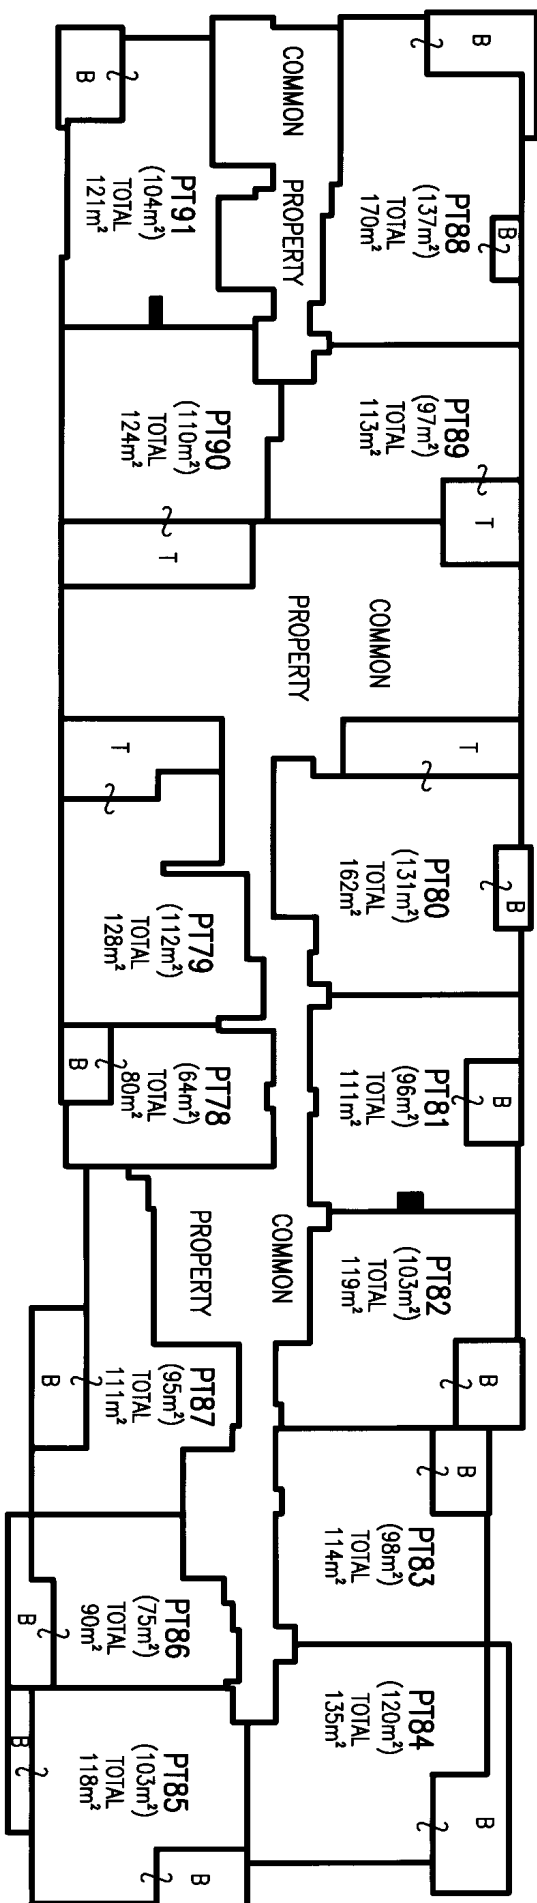 B
COMMON
PROPERTY
B
PT91
(104m²)
TOTAL
121m²
PT88
(137m²)
TOTAL
170m²
B
PT90
(110m²)
TOTAL
124m²
PT89
(97m²)
TOTAL
113m²
T
T
COMMON
PROPERTY
T
T
PT79
(112m²)
TOTAL
128m²
PT80
(131m²)
TOTAL
162m²
B
PT78
(64m²)
TOTAL
80m²
B
PT81
(96m²)
TOTAL
111m²
B
COMMON
PROPERTY
PT82
(103m²)
TOTAL
119m²
B
PT87
(95m²)
TOTAL
111m²
B
PT83
(98m²)
TOTAL
114m²
B
PT86
(75m²)
TOTAL
90m²
B
PT84
(120m²)
TOTAL
135m²
B
PT85
(103m²)
TOTAL
118m²
B
B